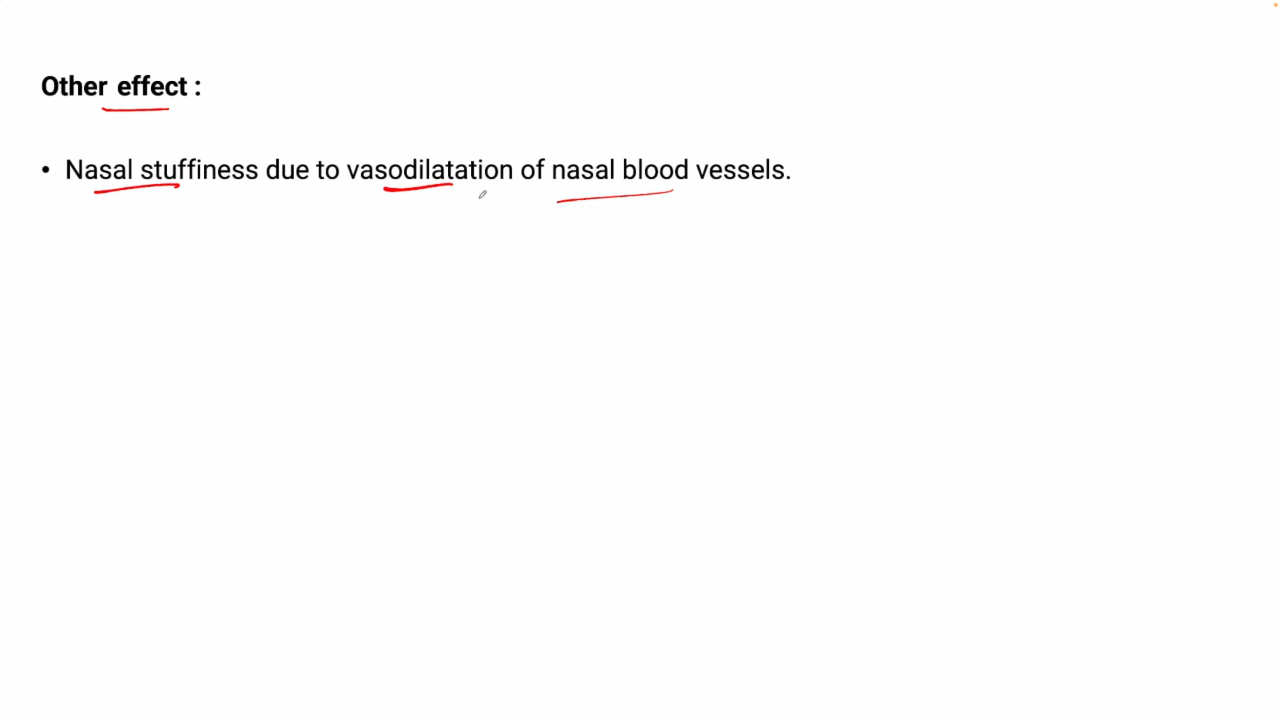 Other effect :
• Nasal stuffiness due to vasodilatation of nasal blood vessels.